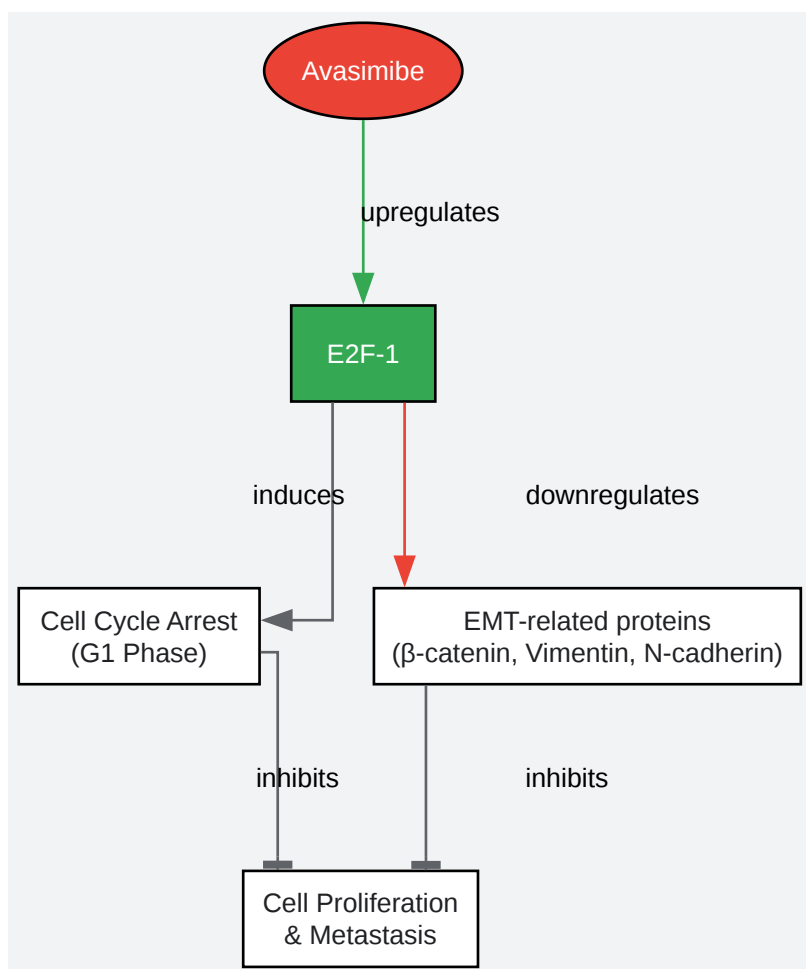 Avasimibe
upregulates
E2F-1
induces
downregulates
Cell Cycle Arrest
(G1 Phase)
EMT-related proteins
(β-catenin, Vimentin, N-cadherin)
inhibits
inhibits
Cell Proliferation
& Metastasis